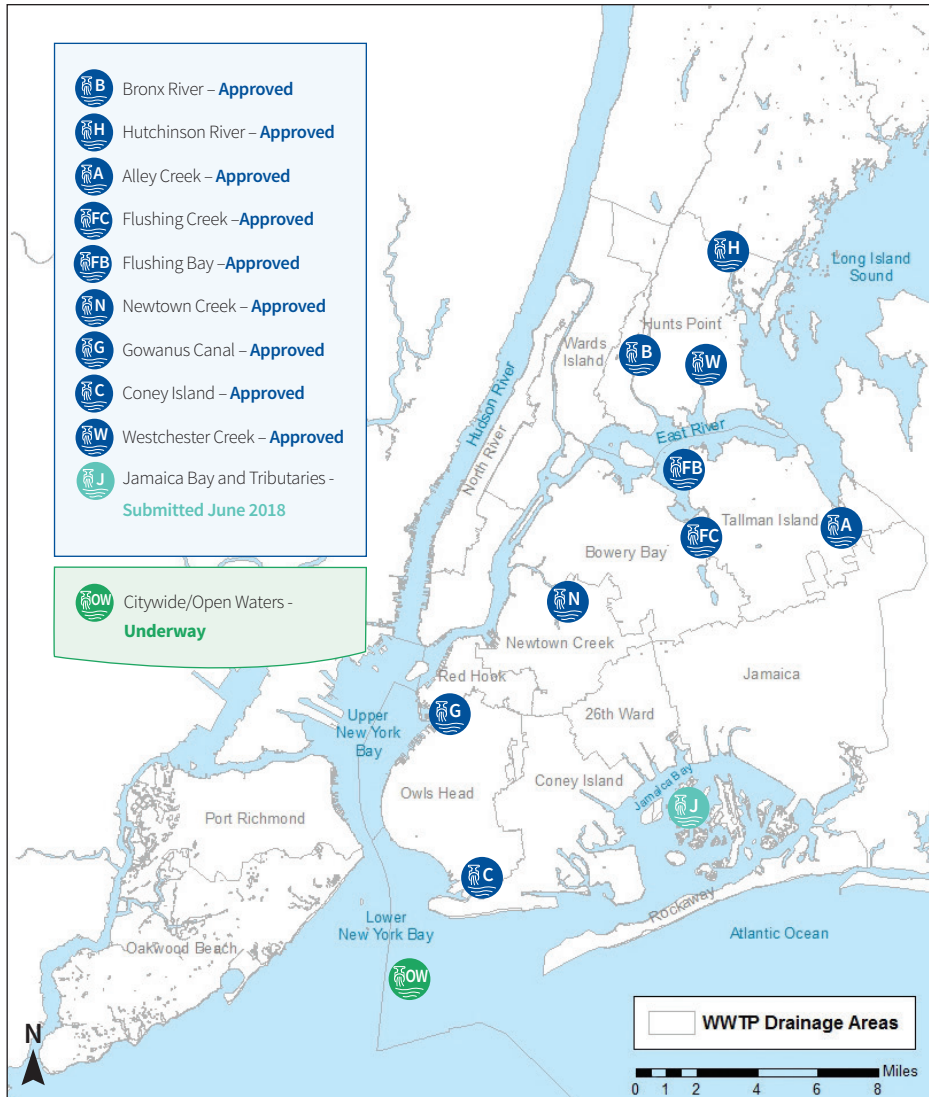 B Bronx River – Approved
H Hutchinson River – Approved
A Alley Creek – Approved
FC Flushing Creek –Approved
FB Flushing Bay –Approved
N Newtown Creek – Approved
G Gowanus Canal – Approved
C Coney Island – Approved
W Westchester Creek – Approved
J Jamaica Bay and Tributaries -
Submitted June 2018
OW Citywide/Open Waters -
Underway
H
Long Island
Sound
Hunts Point
Wards
Island
B
W
Hudson River
East River
North River
FB
Tallman Island
A
FC
Bowery Bay
N
Newtown Creek
Red Hook
Jamaica
G
26th Ward
Upper
New York
Bay
Coney Island
Jamaica Bay
Owls Head
J
Port Richmond
C
Rockaway
Lower
New York Bay
Atlantic Ocean
Oakwood Beach
OW
N
WWTP Drainage Areas
Miles
0 1 2 4 6 8